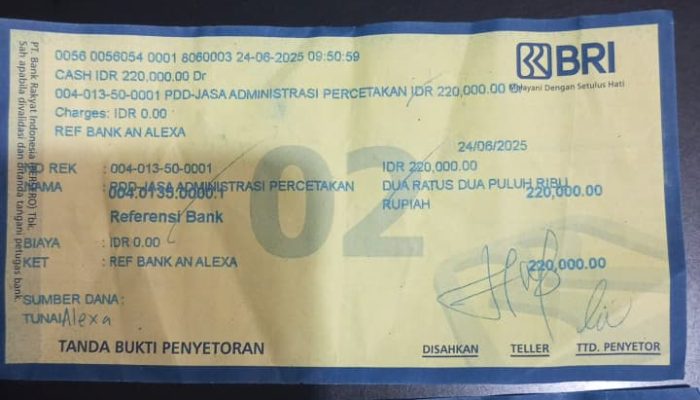 0056 0056054 0001 8060003 24-06-2025 09:50:59
CASH IDR 220,000.00 Dr
004-013-50-0001 PDD-JASA ADMINISTRASI PERCETAKAN IDR 220,000.00
Charges: IDR 0.00
REF BANK AN ALEXA
BRI
Melayani Dengan Setulus Hati
24/06/2025
NO REK : 004-013-50-0001 IDR 220,000.00
NAMA : PDD-JASA ADMINISTRASI PERCETAKAN DUA RATUS DUA PULUH RIBU
004.0135.0000.1 220,000.00
RUPIAH
Referensi Bank
02
BIAYA : IDR 0.00
KET : REF BANK AN ALEXA 220,000.00
SUMBER DANA :
TUNAI Alexa
TANDA BUKTI PENYETORAN DISAHKAN TELLER TTD. PENYETOR
PT. Bank Rakyat Indonesia (PERSERO) Tbk.
Sah apabila divalidasi dan ditanda tangani petugas bank.